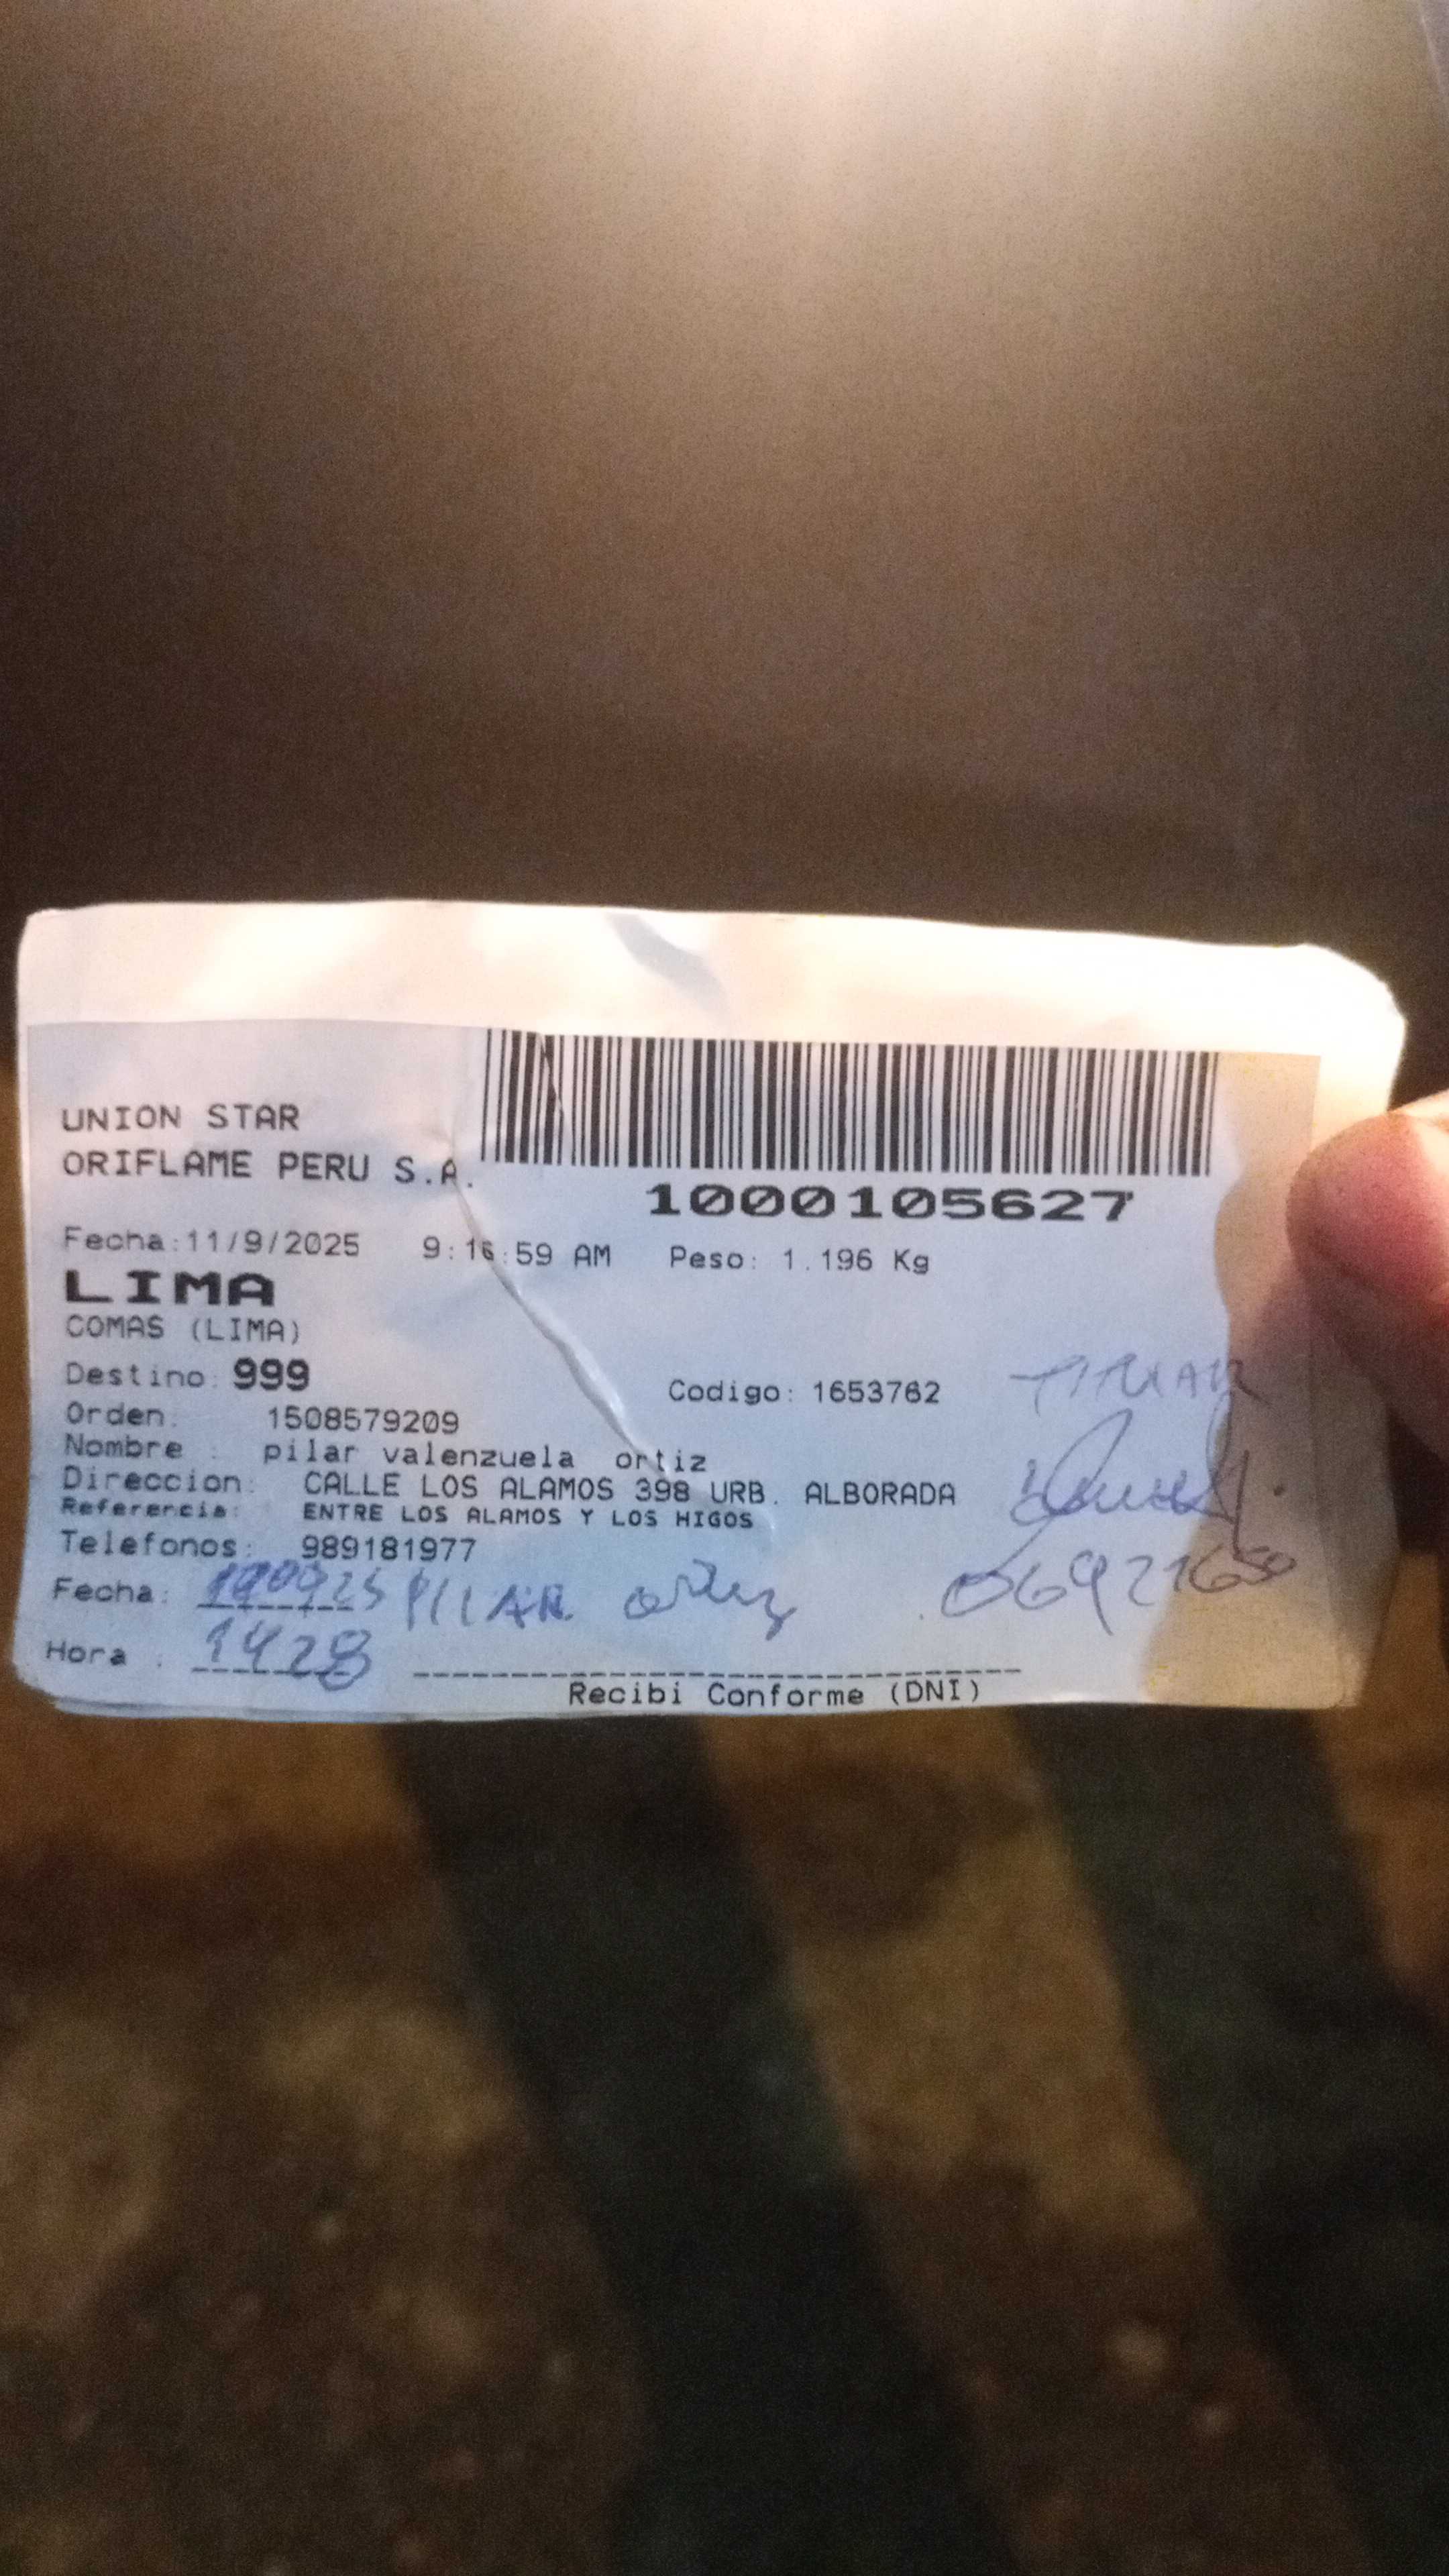 UNION STAR
ORIFLAME PERU S.A.
1000105627
Fecha:11/9/2025 9:16:59 AM Peso: 1.196 Kg
LIMA
COMAS (LIMA)
Destino: 999
Codigo: 1653762
TITULAR
Orden: 1508579209
Nombre : pilar valenzuela ortiz
Direccion: CALLE LOS ALAMOS 398 URB. ALBORADA
Referencia: ENTRE LOS ALAMOS Y LOS HIGOS
Telefonos: 989181977
Fecha: PILAR ortiz
Hora : 1428
Recibi Conforme (DNI)